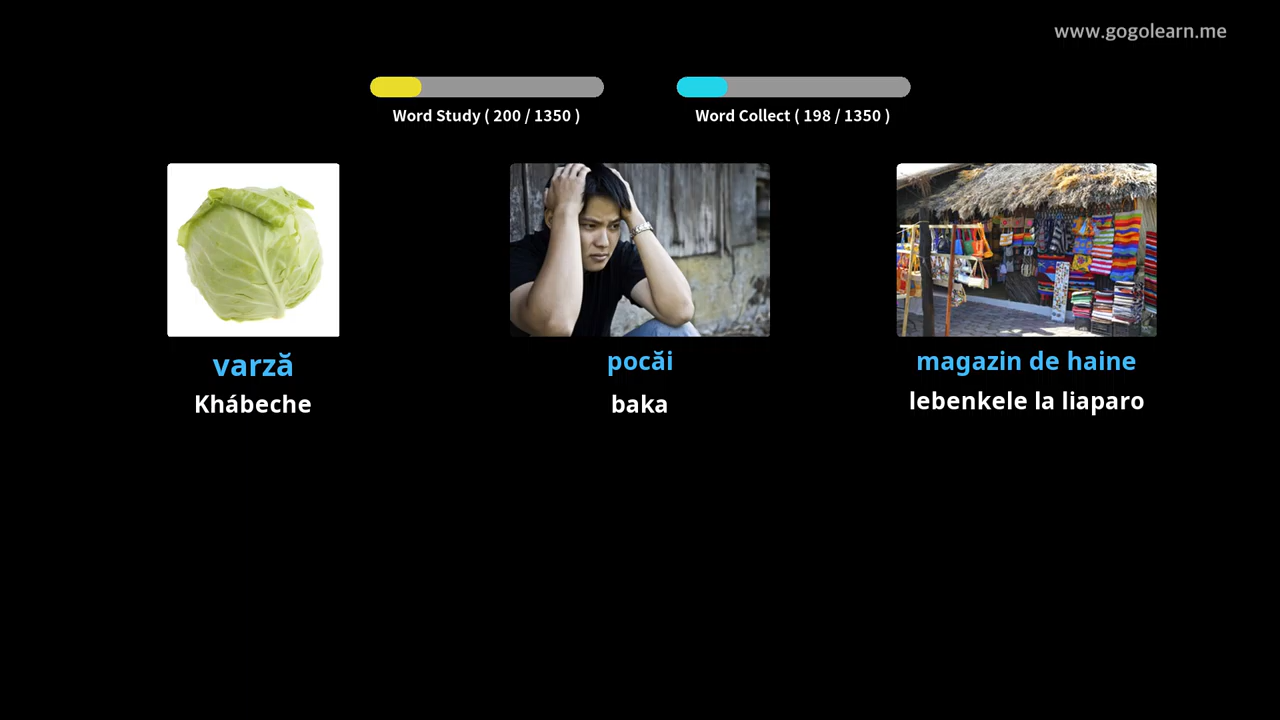 www.gogolearn.me
Word Study ( 200 / 1350 )
Word Collect ( 198 / 1350 )
varză
pocăi
magazin de haine
Khábeche
baka
lebenkele la liaparo